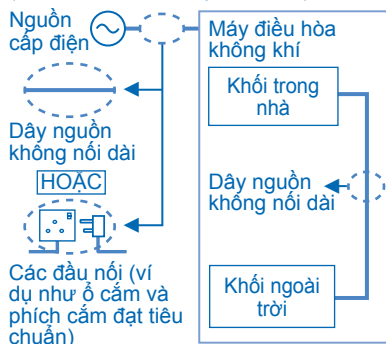 Nguồn
cấp điện
Dây nguồn
không nối dài
HOẶC
Các đầu nối (ví
dụ như ổ cắm và
phích cắm đạt tiêu
chuẩn)
Máy điều hòa
không khí
Khối trong
nhà
Dây nguồn
không nối dài
Khối ngoài
trời